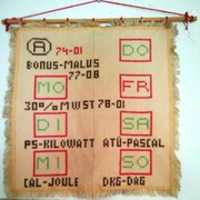 A 74-01 DO
BONUS-MALUS
77-08
MO FR
30%/o MWST 78-01
DI SA
PS-KILOWATT ATÜ-PASCAL
MI SO
CAL-JOULE DKG-DAG